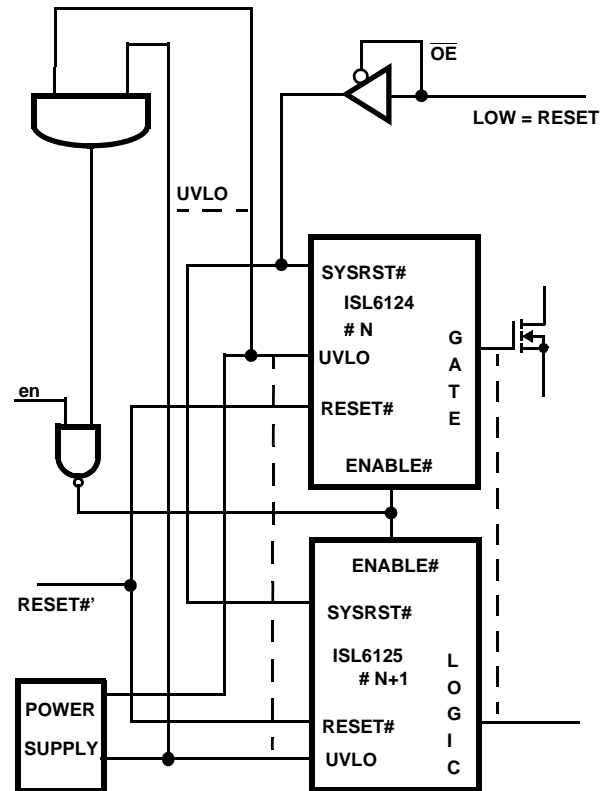 OE
LOW = RESET
UVLO
SYSRST#
ISL6124
# N
UVLO
RESET#
ENABLE#
G
A
T
E
en
ENABLE#
SYSRST#
ISL6125
# N+1
RESET#
UVLO
L
O
G
I
C
RESET#'
POWER
SUPPLY